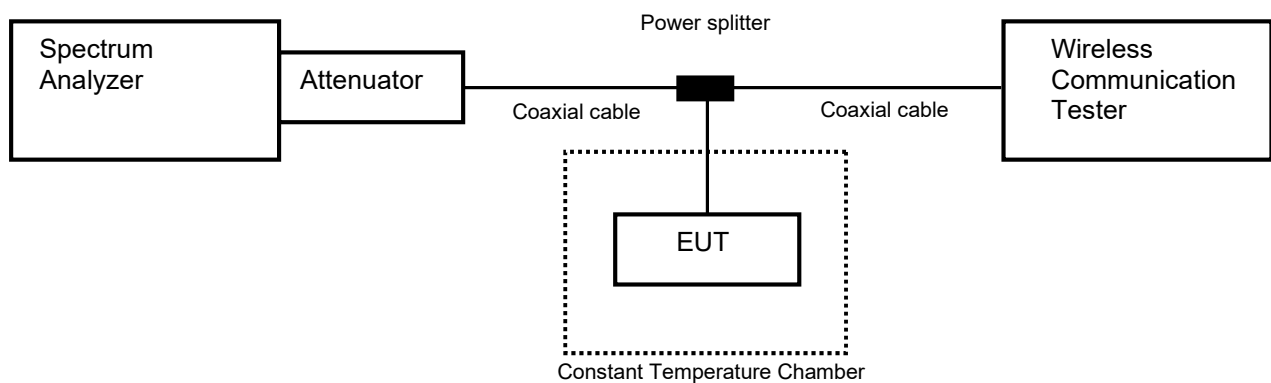 Power splitter
Spectrum
Analyzer
Attenuator
Wireless
Communication
Tester
Coaxial cable
Coaxial cable
EUT
Constant Temperature Chamber